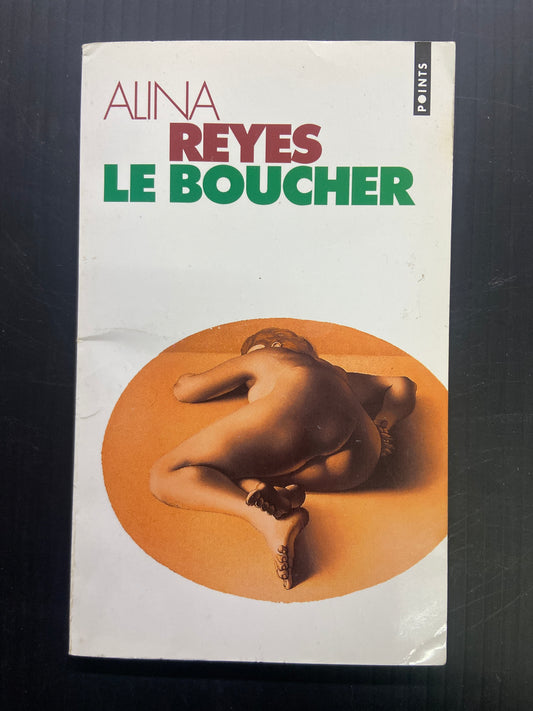 ALINA
REYES
LE BOUCHER
POINTS